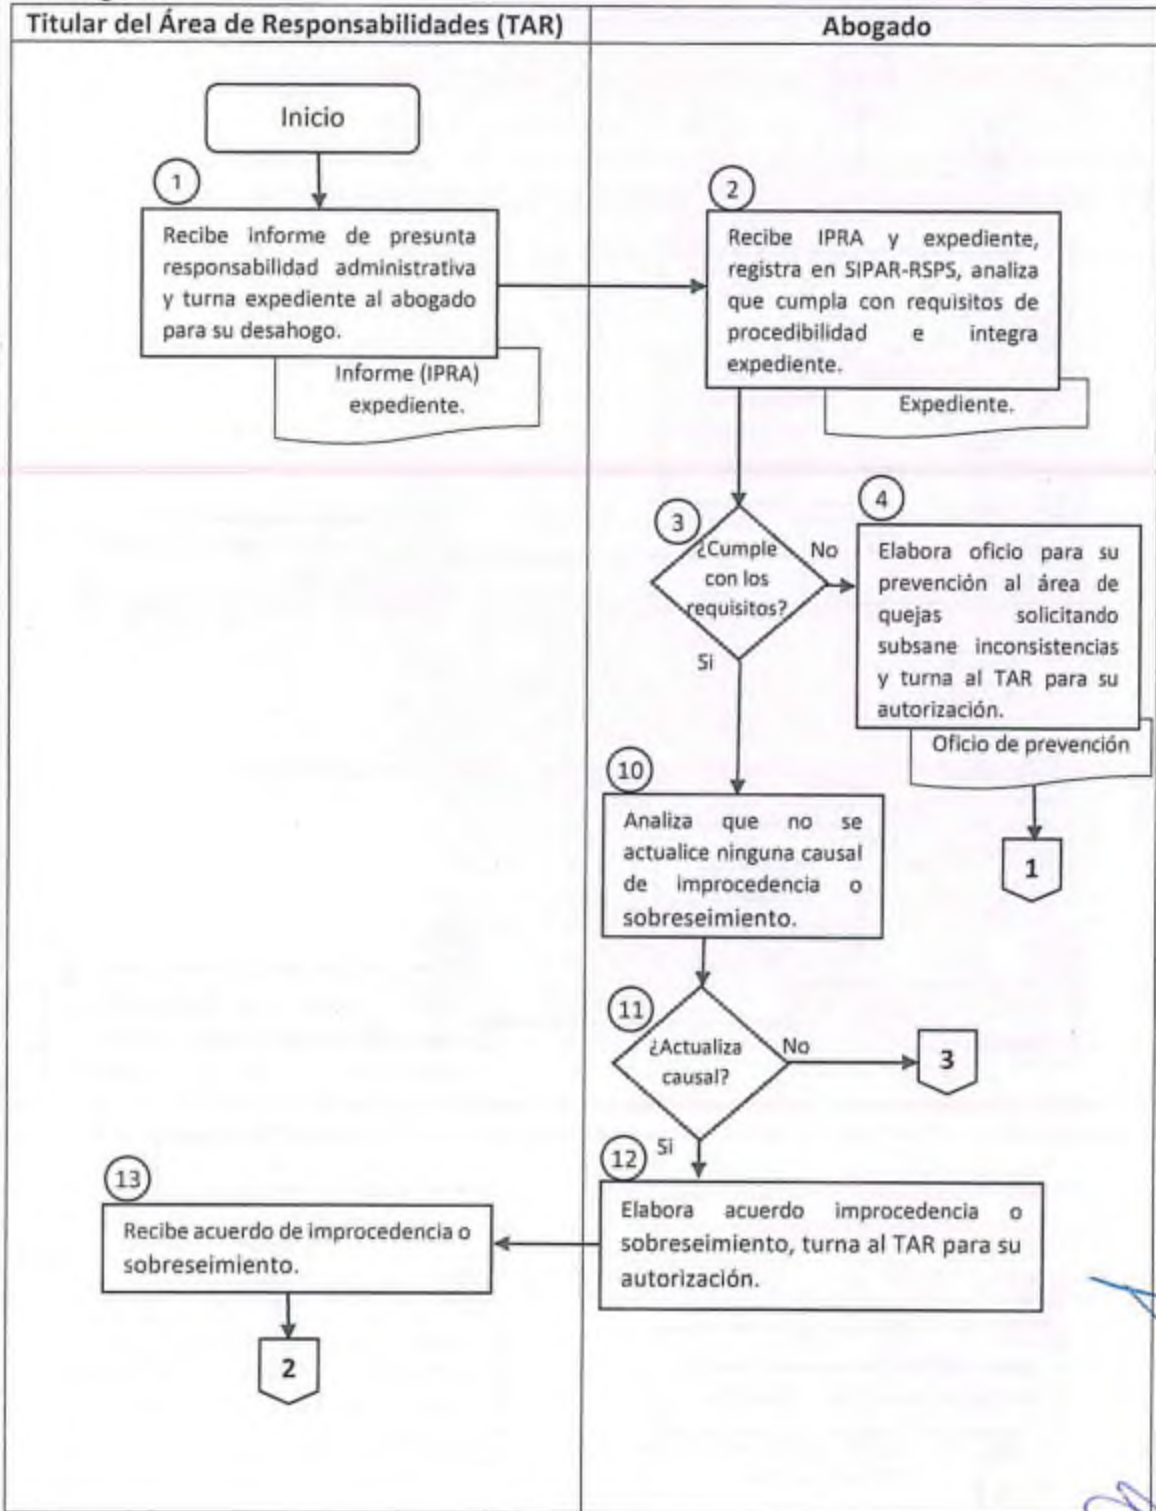 Titular del Área de Responsabilidades (TAR)
Abogado
Inicio
1
Recibe informe de presunta
responsabilidad administrativa
y turna expediente al abogado
para su desahogo.
Informe (IPRA)
expediente.
2
Recibe IPRA y expediente,
registra en SIPAR-RSPS, analiza
que cumpla con requisitos de
procedibilidad e integra
expediente.
Expediente.
3
¿Cumple
con los
requisitos?
No
Si
4
Elabora oficio para su
prevención al área de
quejas solicitando
subsane inconsistencias
y turna al TAR para su
autorización.
Oficio de prevención
1
10
Analiza que no se
actualice ninguna causal
de improcedencia o
sobreseimiento.
11
¿Actualiza
causal?
No
3
Si
12
Elabora acuerdo improcedencia o
sobreseimiento, turna al TAR para su
autorización.
13
Recibe acuerdo de improcedencia o
sobreseimiento.
2